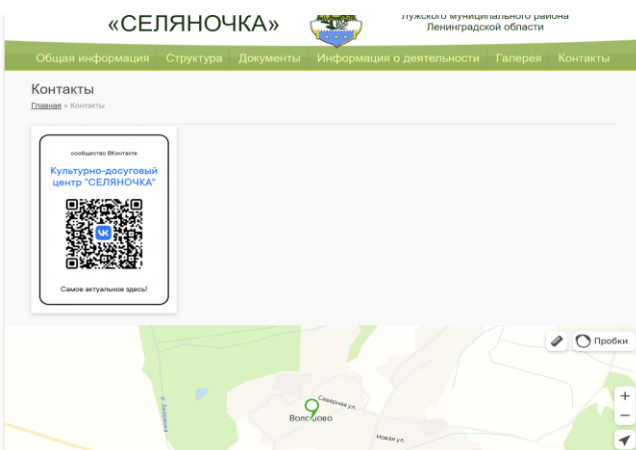 «СЕЛЯНОЧКА»
Лужского муниципального района
Ленинградской области
Общая информация Структура Документы Информация о деятельности Галерея Контакты
Контакты
Главная » Контакты
сообщество ВКонтакте
Культурно-досуговый
центр "СЕЛЯНОЧКА"
Самое актуальное здесь!
Пробки
Северная ул.
Волошово
Новая ул.